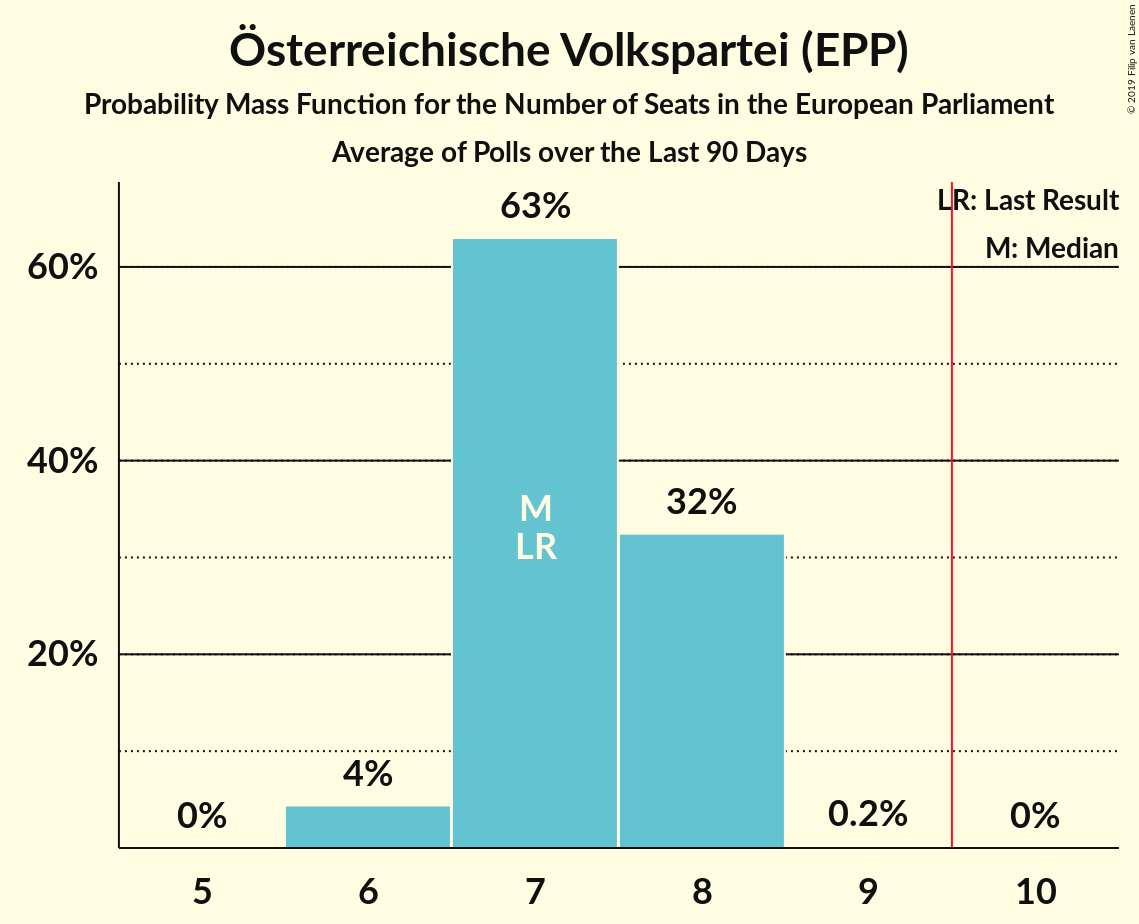 Österreichische Volkspartei (EPP)
Probability Mass Function for the Number of Seats in the European Parliament
Average of Polls over the Last 90 Days
© 2019 Filip van Laenen
LR: Last Result
M: Median
63%
60%
40%
32%
M
LR
20%
4%
0%
0.2%
0%
5 6 7 8 9 10